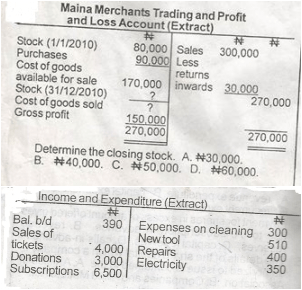 Maina Merchants Trading and Profit
and Loss Account (Extract)
₦ ₦ ₦
Stock (1/1/2010) 80,000 Sales 300,000
Purchases 90,000 Less
Cost of goods returns
available for sale 170,000 inwards 30,000
Stock (31/12/2010) ? 270,000
Cost of goods sold ?
Gross profit 150,000
270,000 270,000
Determine the closing stock. A. ₦30,000.
B. ₦40,000. C. ₦50,000. D. ₦60,000.
Income and Expenditure (Extract)
₦ ₦
Bal. b/d 390 Expenses on cleaning 300
Sales of New tool 510
tickets 4,000 Repairs 400
Donations 3,000 Electricity 350
Subscriptions 6,500